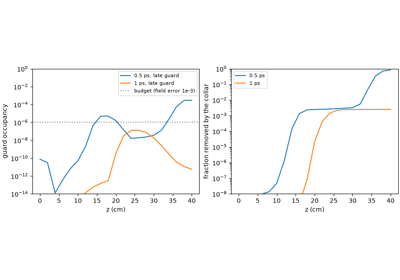 0.5 ps, late guard
1 ps, late guard
budget (field error 1e-3)
guard occupancy
10^0
10^-2
10^-4
10^-6
10^-8
10^-10
10^-12
10^-14
0 5 10 15 20 25 30 35 40
z (cm)
0.5 ps
1 ps
fraction removed by the collar
10^0
10^-1
10^-2
10^-3
10^-4
10^-5
10^-6
10^-7
10^-8
0 5 10 15 20 25 30 35 40
z (cm)